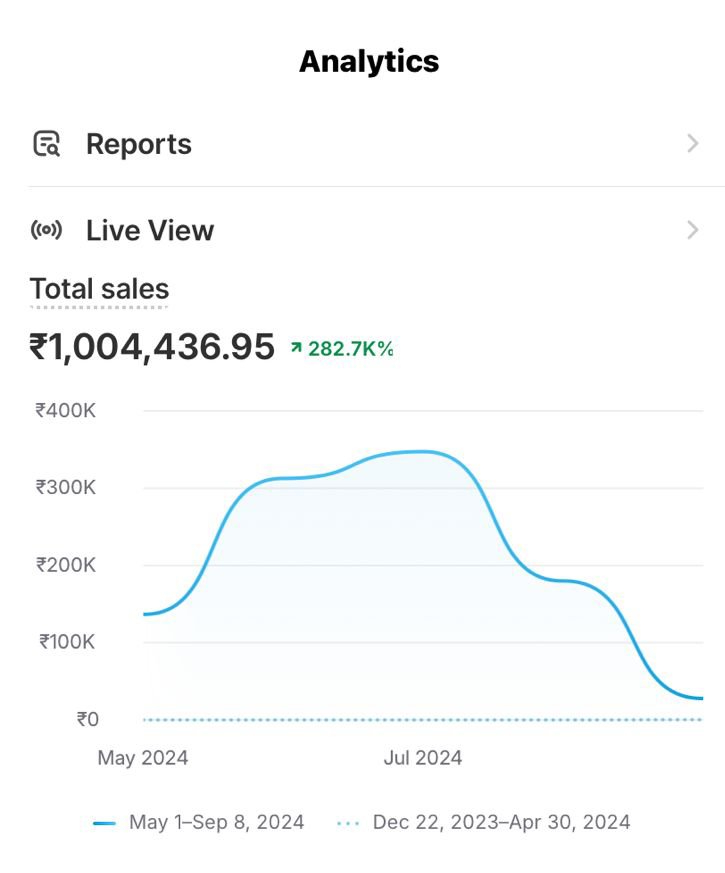 Analytics
Reports
Live View
Total sales
₹1,004,436.95 282.7K%
₹400K
₹300K
₹200K
₹100K
₹0
May 2024 Jul 2024
May 1–Sep 8, 2024 Dec 22, 2023–Apr 30, 2024